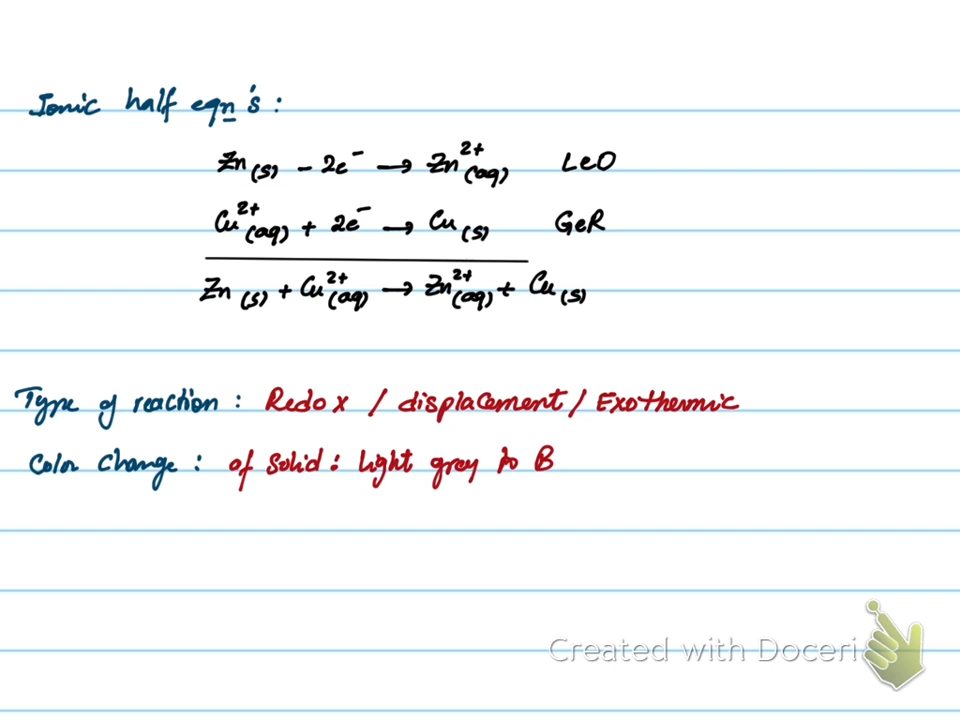 Ionic half eqn's :
Zn(s) – 2e⁻ → Zn²⁺(aq) LeO
Cu²⁺(aq) + 2e⁻ → Cu(s) GeR
Zn(s) + Cu²⁺(aq) → Zn²⁺(aq) + Cu(s)
Type of reaction : Redox / displacement / Exothermic
Color change : of solid : light grey to B
Created with Doceri